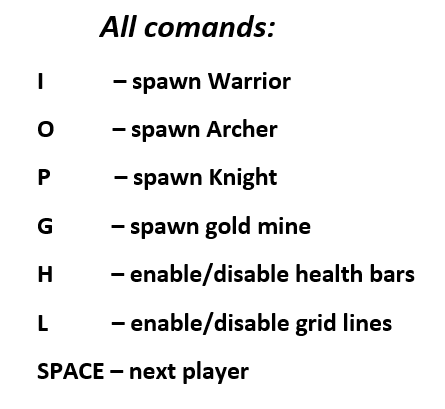 All comands:
I – spawn Warrior
O – spawn Archer
P – spawn Knight
G – spawn gold mine
H – enable/disable health bars
L – enable/disable grid lines
SPACE – next player